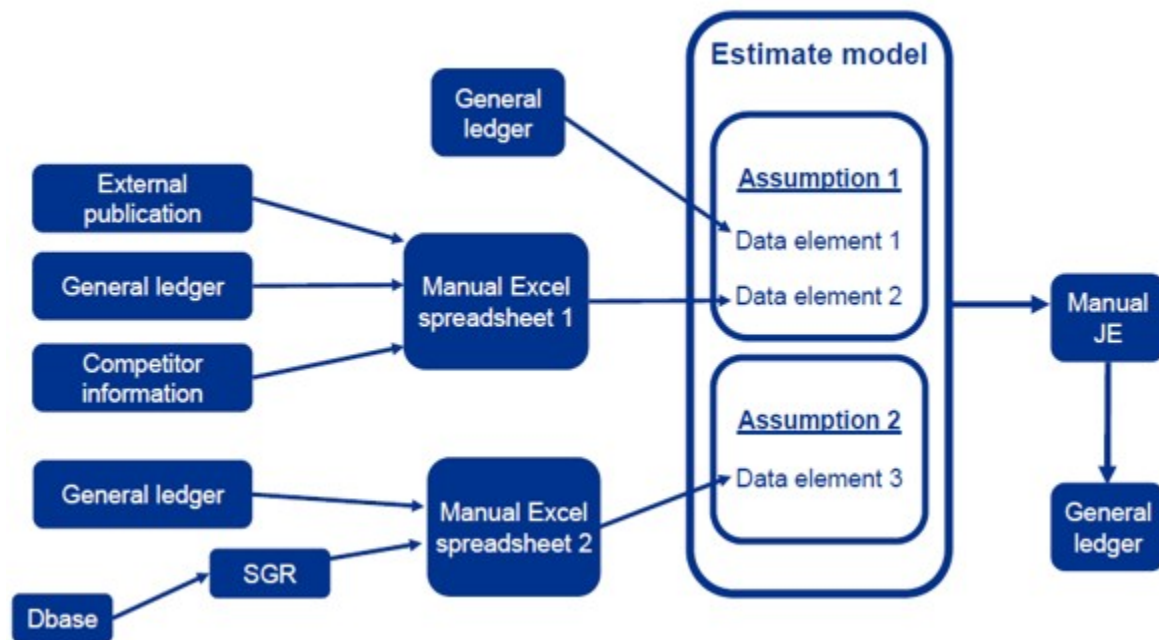 Estimate model
General
ledger
Assumption 1
Data element 1
Data element 2
External
publication
General ledger
Competitor
information
Manual Excel
spreadsheet 1
Manual
JE
Assumption 2
Data element 3
General ledger
SGR
Dbase
Manual Excel
spreadsheet 2
General
ledger